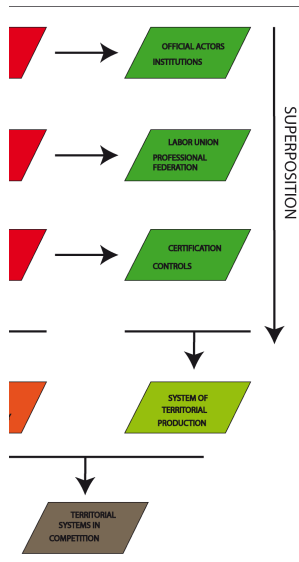 OFFICIAL ACTORS
INSTITUTIONS
LABOR UNION
PROFESSIONAL
FEDERATION
CERTIFICATION
CONTROLS
SUPERPOSITION
SYSTEM OF
TERRITORIAL
PRODUCTION
TERRITORIAL
SYSTEMS IN
COMPETITION